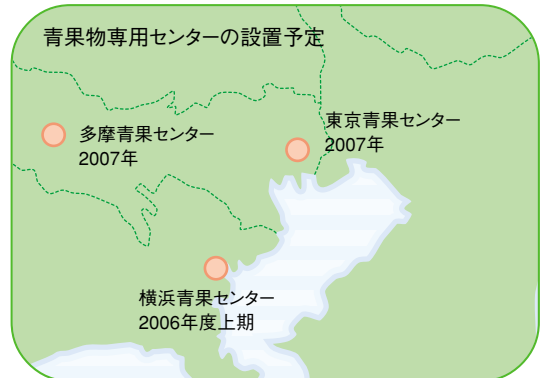 青果物専用センターの設置予定
多摩青果センター
2007年
東京青果センター
2007年
横浜青果センター
2006年度上期